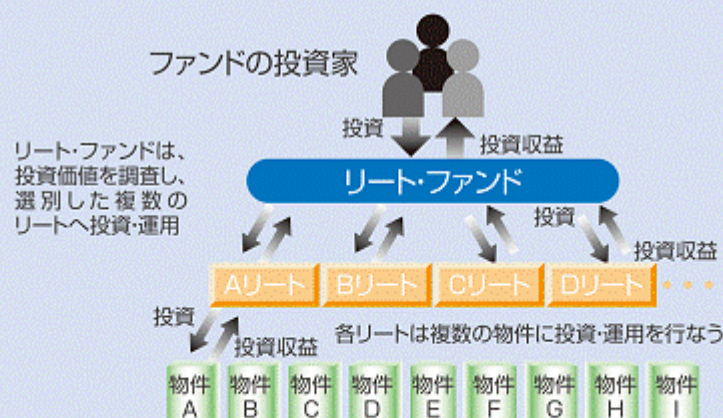 ファンドの投資家
投資
投資収益
リート・ファンドは、
投資価値を調査し、
選別した複数の
リートへ投資・運用
リート・ファンド
投資
投資収益
Aリート
Bリート
Cリート
Dリート
・・・
投資
投資収益
各リートは複数の物件に投資・運用を行なう
物件
A
物件
B
物件
C
物件
D
物件
E
物件
F
物件
G
物件
H
物件
I